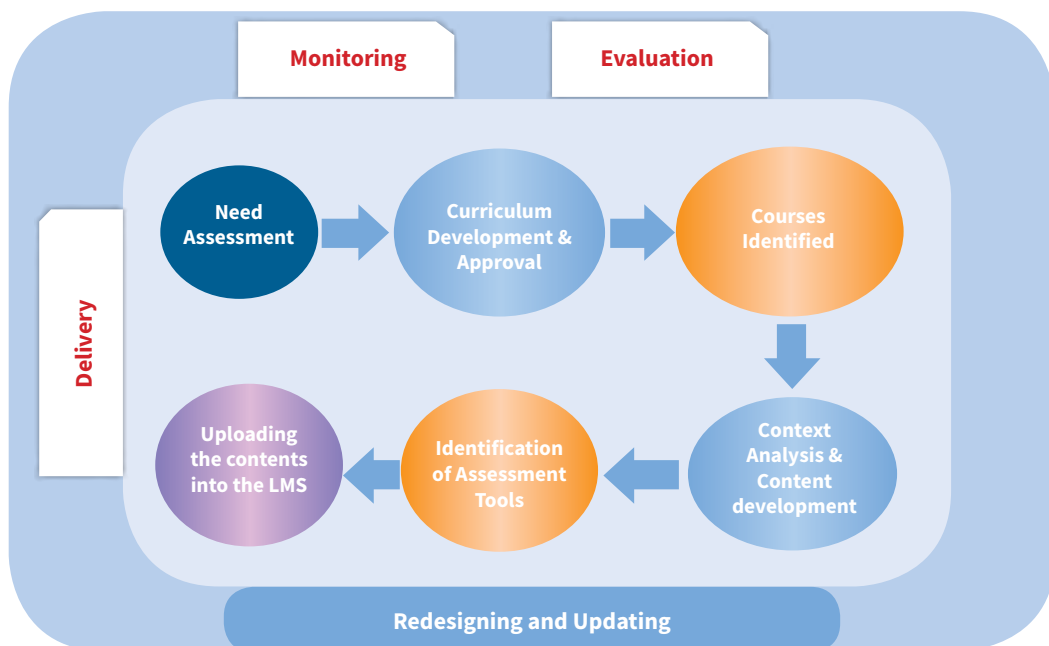 Monitoring
Evaluation
Need
Assessment
Curriculum
Development &
Approval
Courses
Identified
Delivery
Uploading
the contents
into the LMS
Identification
of Assessment
Tools
Context
Analysis &
Content
development
Redesigning and Updating